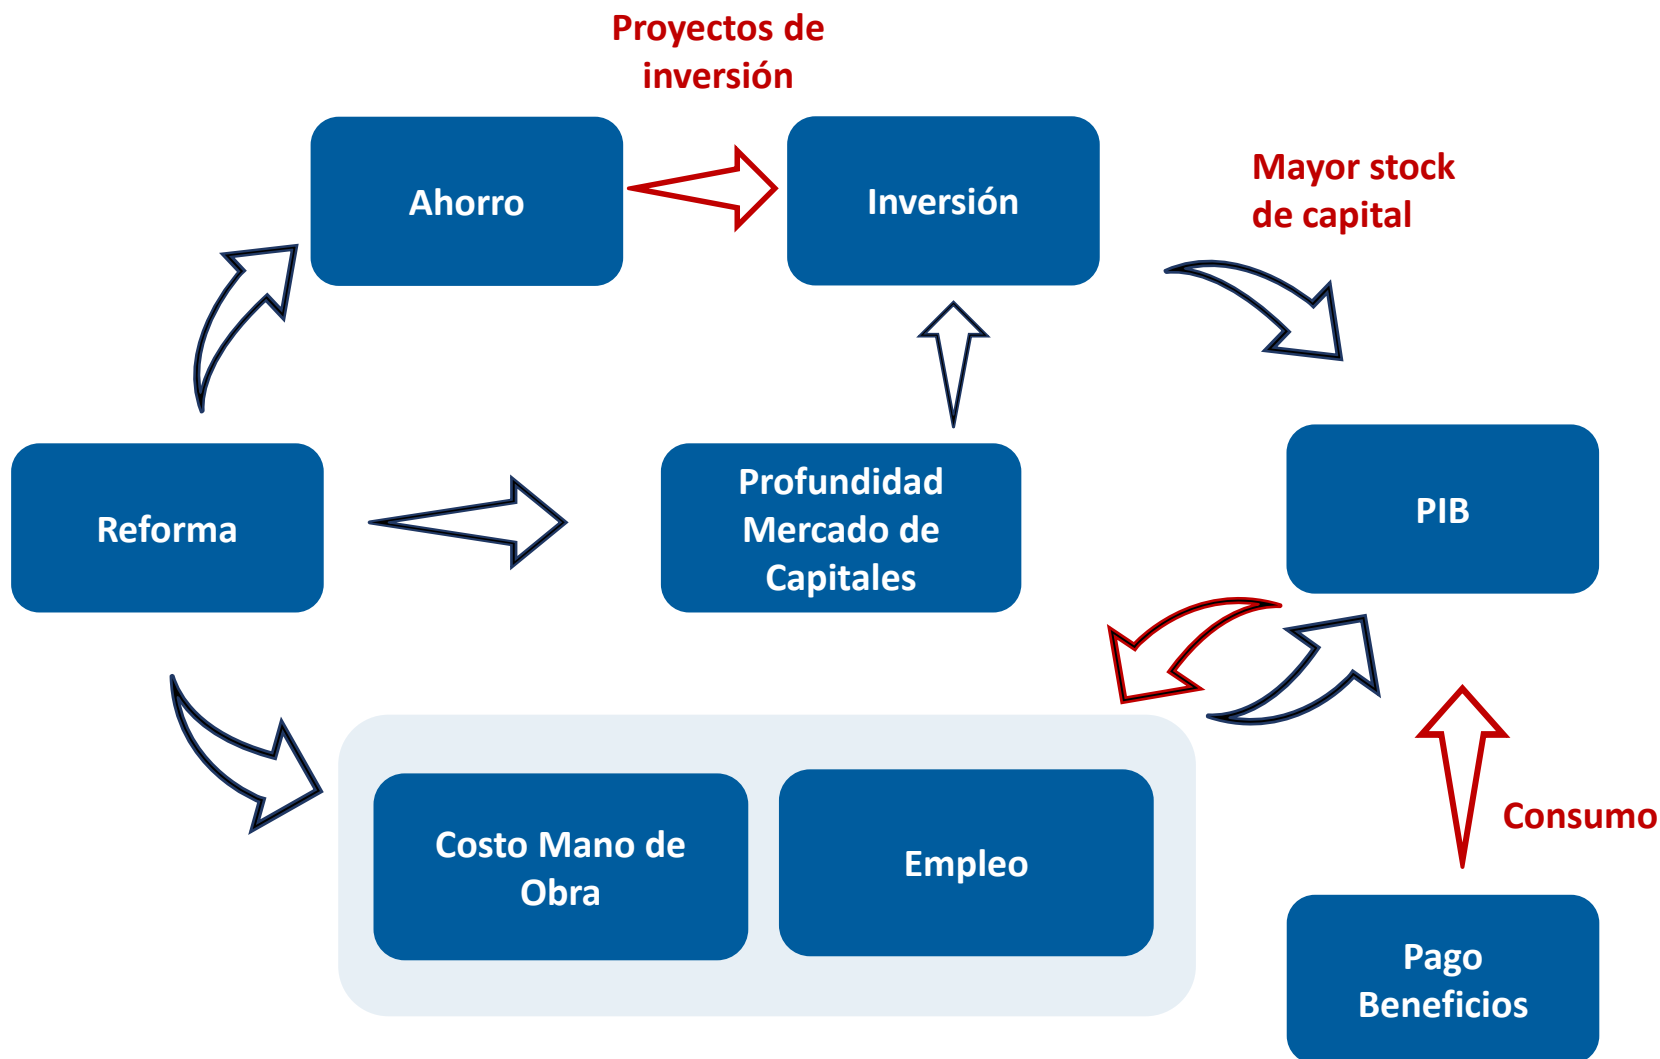 Proyectos de
inversión
Ahorro
Inversión
Mayor stock
de capital
Reforma
Profundidad
Mercado de
Capitales
PIB
Costo Mano de
Obra
Empleo
Consumo
Pago
Beneficios